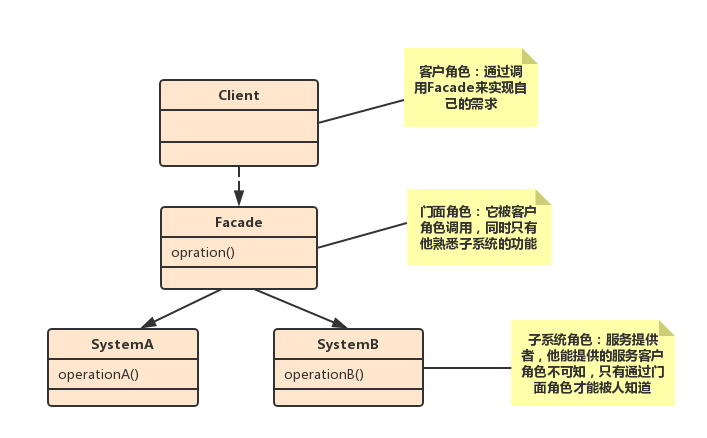 Client
客户角色：通过调
用Facade来实现自
己的需求
Facade
opration()
门面角色：它被客户
角色调用，同时只有
他熟悉子系统的功能
SystemA
operationA()
SystemB
operationB()
子系统角色：服务提供
者，他能提供的服务客户
角色不可知，只有通过门
面角色才能被人知道